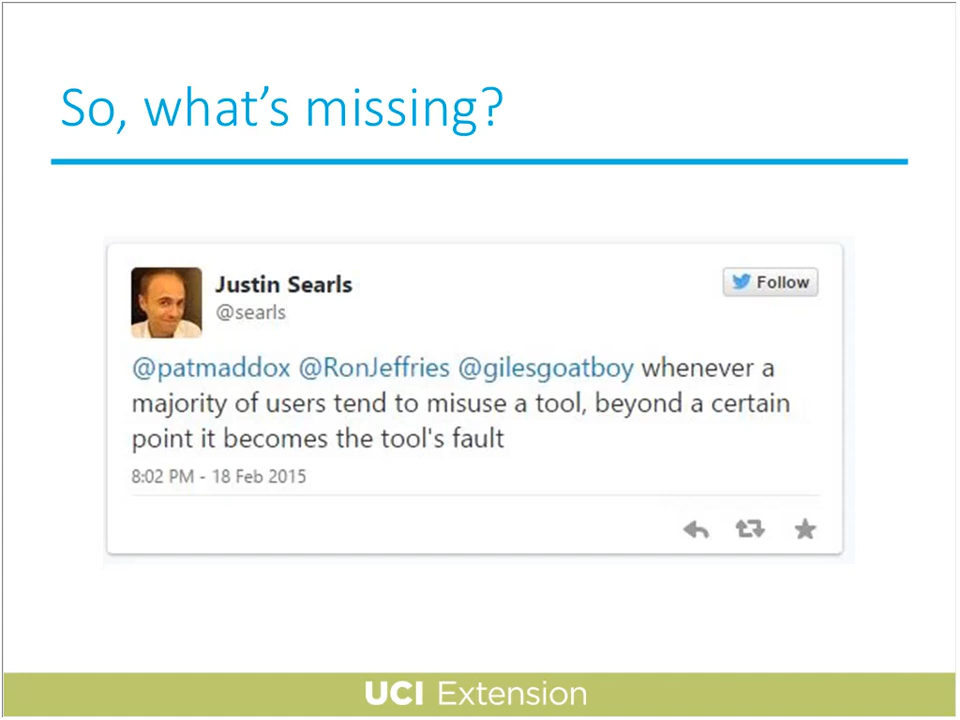 So, what’s missing?
Justin Searls
@searls
Follow
@patmaddox @RonJeffries @gilesgoatboy whenever a
majority of users tend to misuse a tool, beyond a certain
point it becomes the tool's fault
8:02 PM - 18 Feb 2015
UCI Extension